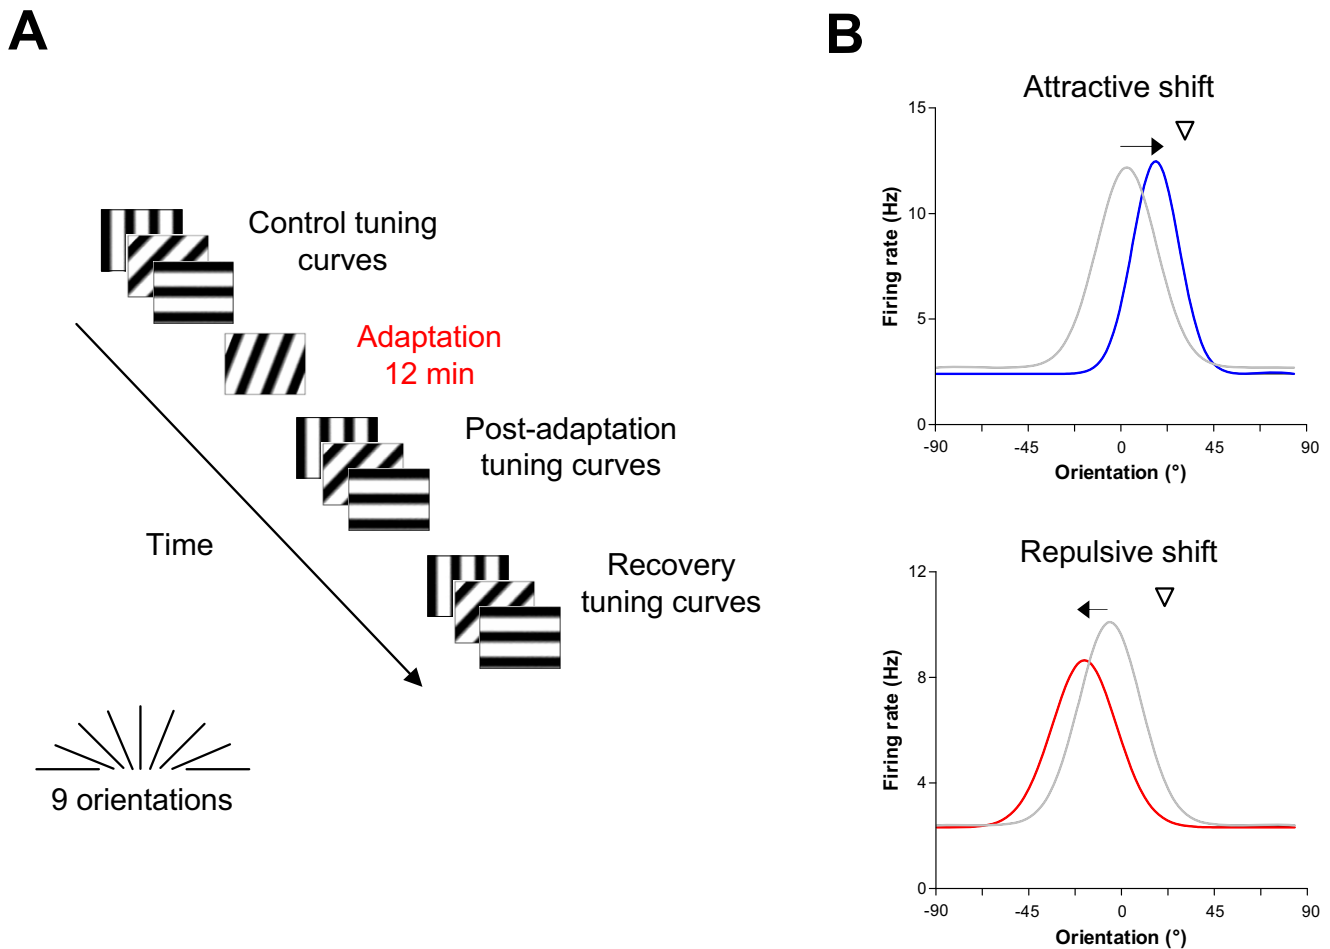 A
Control tuning
curves
Adaptation
12 min
Post-adaptation
tuning curves
Time
Recovery
tuning curves
9 orientations
B
Attractive shift
Firing rate (Hz)
15
10
5
0
-90 -45 0 45 90
Orientation (°)
Repulsive shift
Firing rate (Hz)
12
8
4
0
-90 -45 0 45 90
Orientation (°)